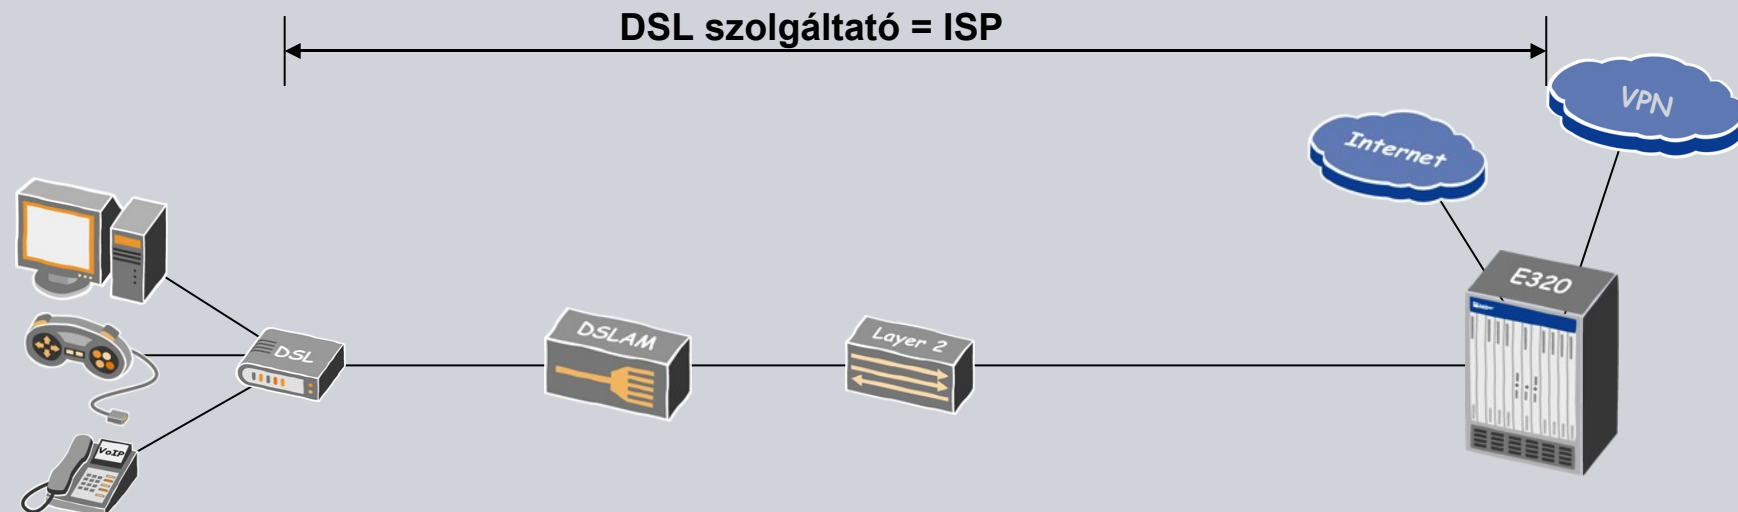 DSL szolgáltató = ISP
VPN
Internet
E320
DSL
DSLAM
Layer 2
VoIP